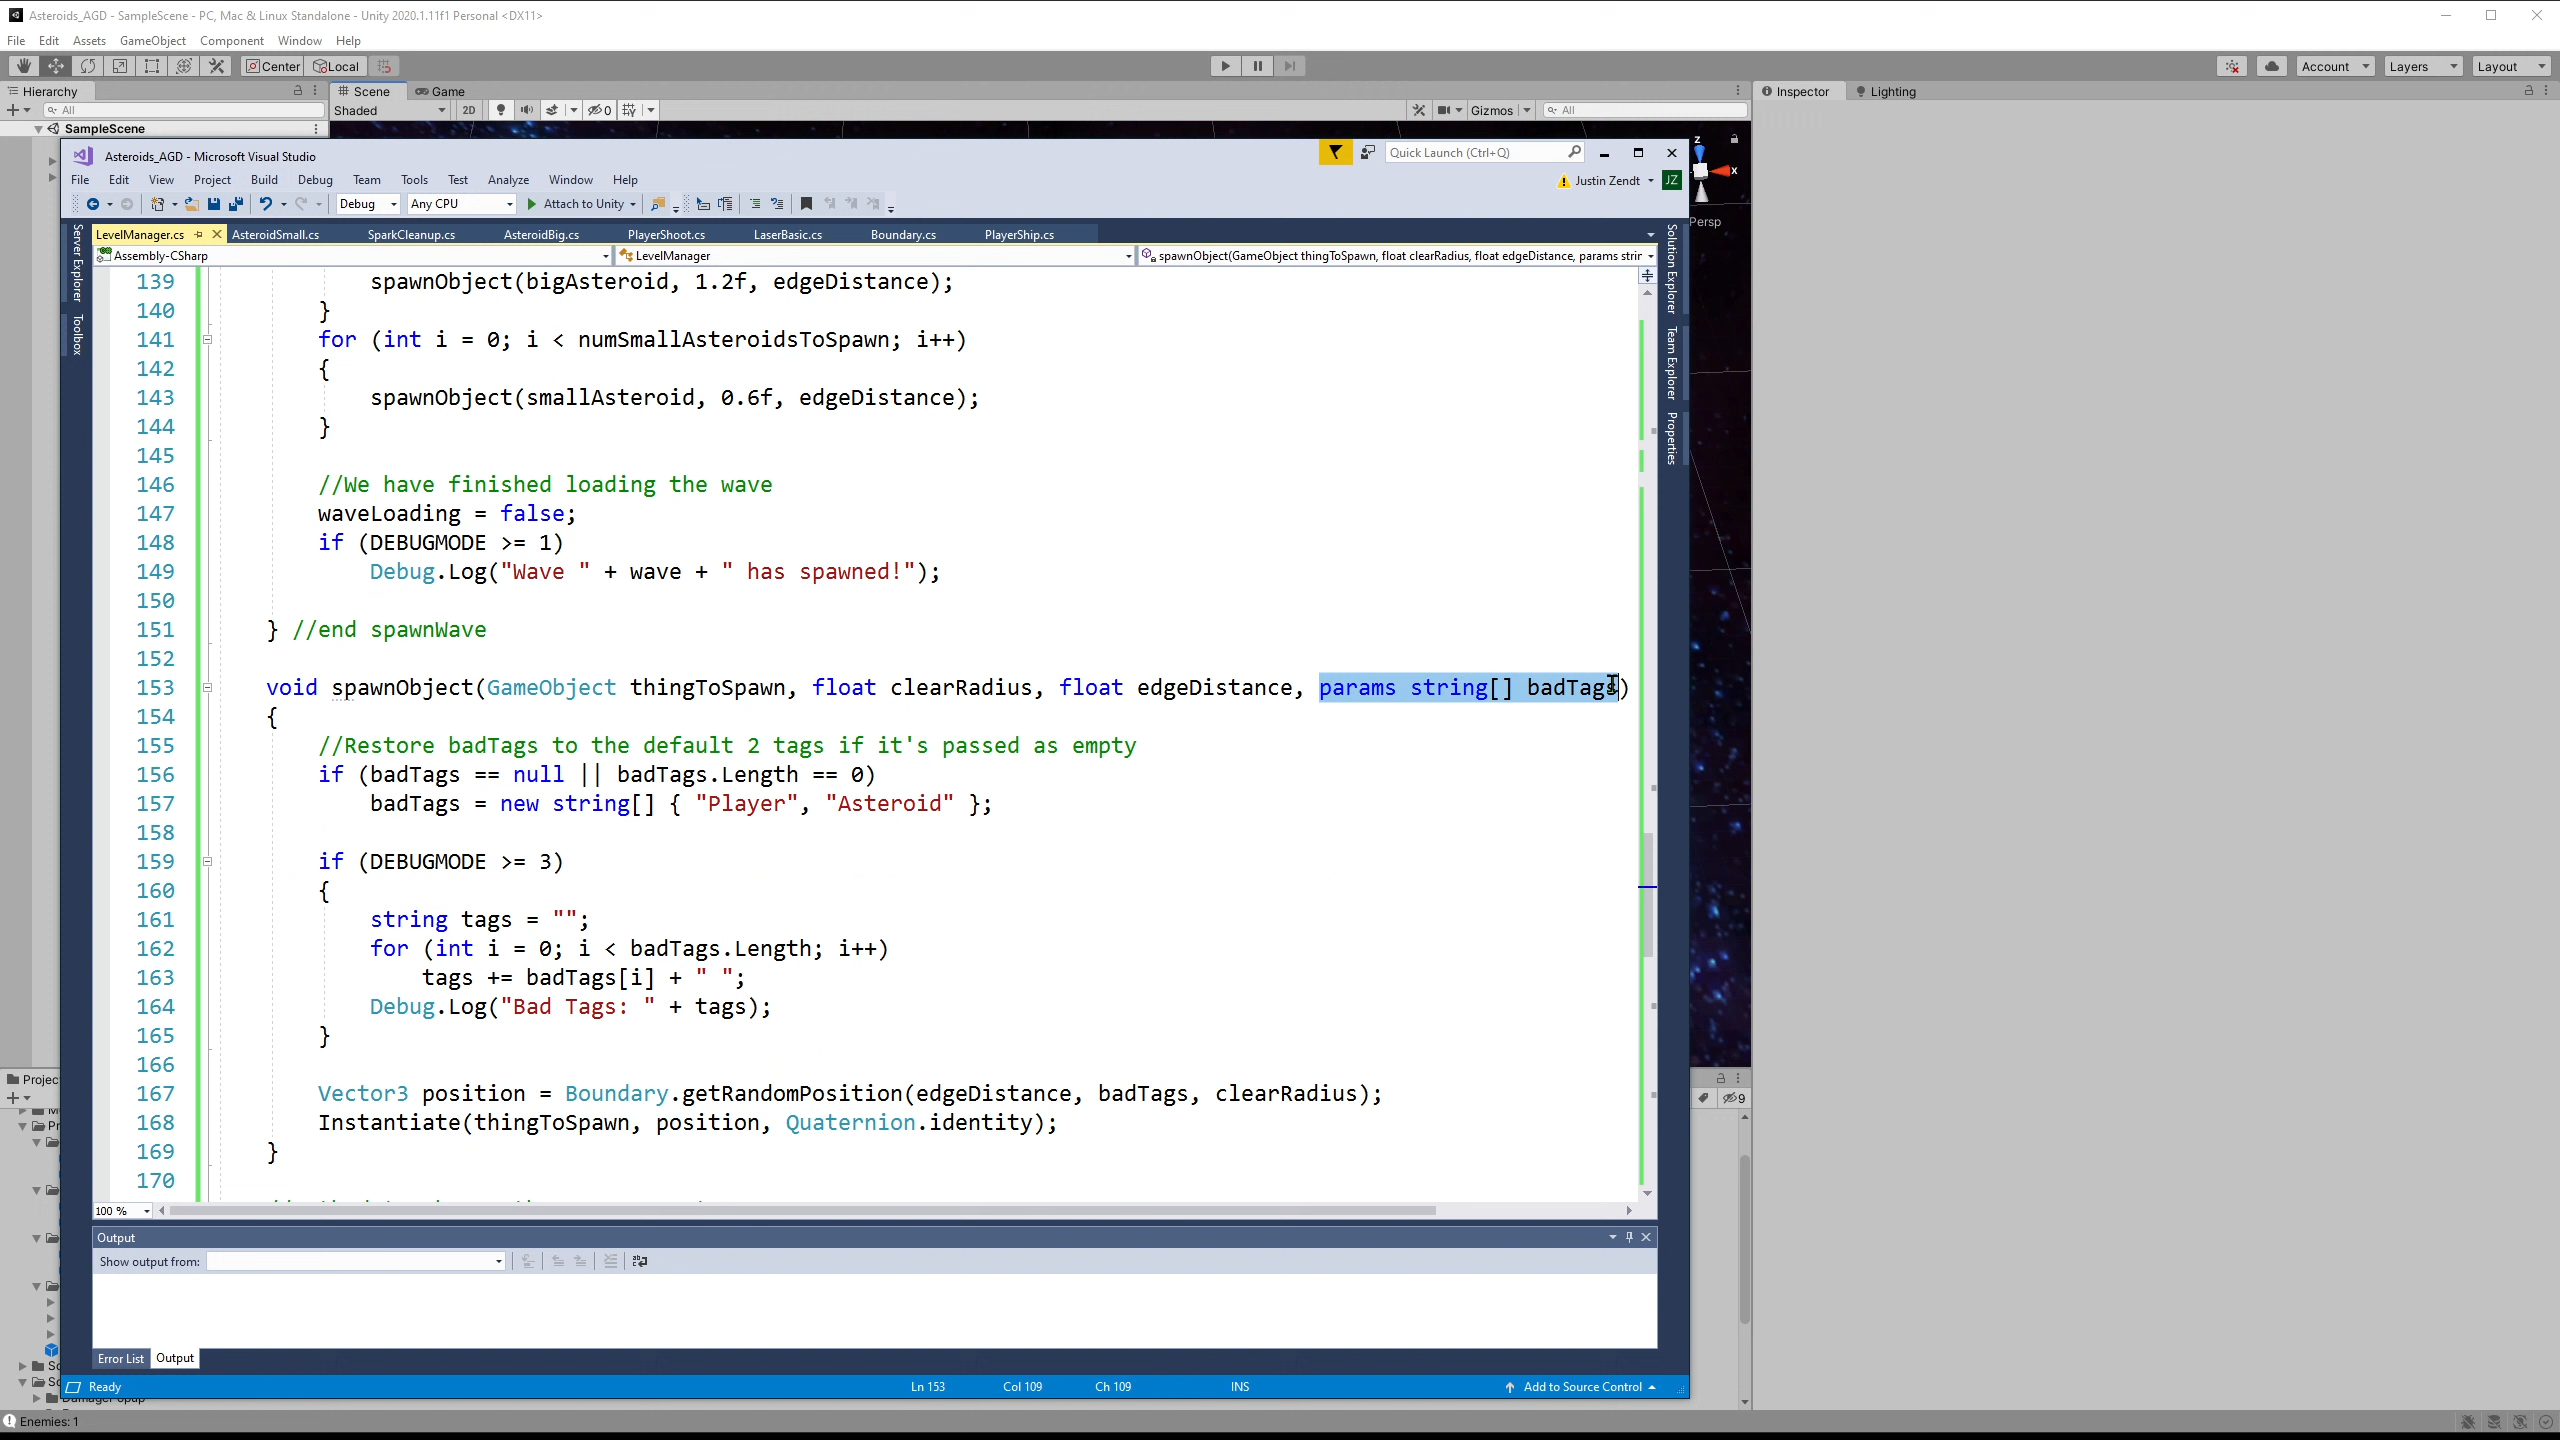 Asteroids_AGD - SampleScene - PC, Mac & Linux Standalone - Unity 2020.1.11f1 Personal <DX11>
File Edit Assets GameObject Component Window Help
Center Local Account Layers Layout
Hierarchy Scene Game Inspector Lighting
All Shaded 2D 0 Gizmos All
SampleScene
z
x
Persp
Asteroids_AGD - Microsoft Visual Studio Quick Launch (Ctrl+Q)
File Edit View Project Build Debug Team Tools Test Analyze Window Help Justin Zendt JZ
Debug Any CPU Attach to Unity
LevelManager.cs AsteroidSmall.cs SparkCleanup.cs AsteroidBig.cs PlayerShoot.cs LaserBasic.cs Boundary.cs PlayerShip.cs
Assembly-CSharp LevelManager spawnObject(GameObject thingToSpawn, float clearRadius, float edgeDistance, params strir
Server Explorer
Toolbox
Solution Explorer
Team Explorer
Properties
139 spawnObject(bigAsteroid, 1.2f, edgeDistance);
140 }
141 for (int i = 0; i < numSmallAsteroidsToSpawn; i++)
142 {
143 spawnObject(smallAsteroid, 0.6f, edgeDistance);
144 }
145
146 //We have finished loading the wave
147 waveLoading = false;
148 if (DEBUGMODE >= 1)
149 Debug.Log("Wave " + wave + " has spawned!");
150
151 } //end spawnWave
152
153 void spawnObject(GameObject thingToSpawn, float clearRadius, float edgeDistance, params string[] badTags)
154 {
155 //Restore badTags to the default 2 tags if it's passed as empty
156 if (badTags == null || badTags.Length == 0)
157 badTags = new string[] { "Player", "Asteroid" };
158
159 if (DEBUGMODE >= 3)
160 {
161 string tags = "";
162 for (int i = 0; i < badTags.Length; i++)
163 tags += badTags[i] + " ";
164 Debug.Log("Bad Tags: " + tags);
165 }
166
167 Vector3 position = Boundary.getRandomPosition(edgeDistance, badTags, clearRadius);
168 Instantiate(thingToSpawn, position, Quaternion.identity);
169 }
170
100 %
Output
Show output from:
Error List Output
Ready Ln 153 Col 109 Ch 109 INS Add to Source Control
Projec
9
Pr
Sc
Sc
Enemies: 1